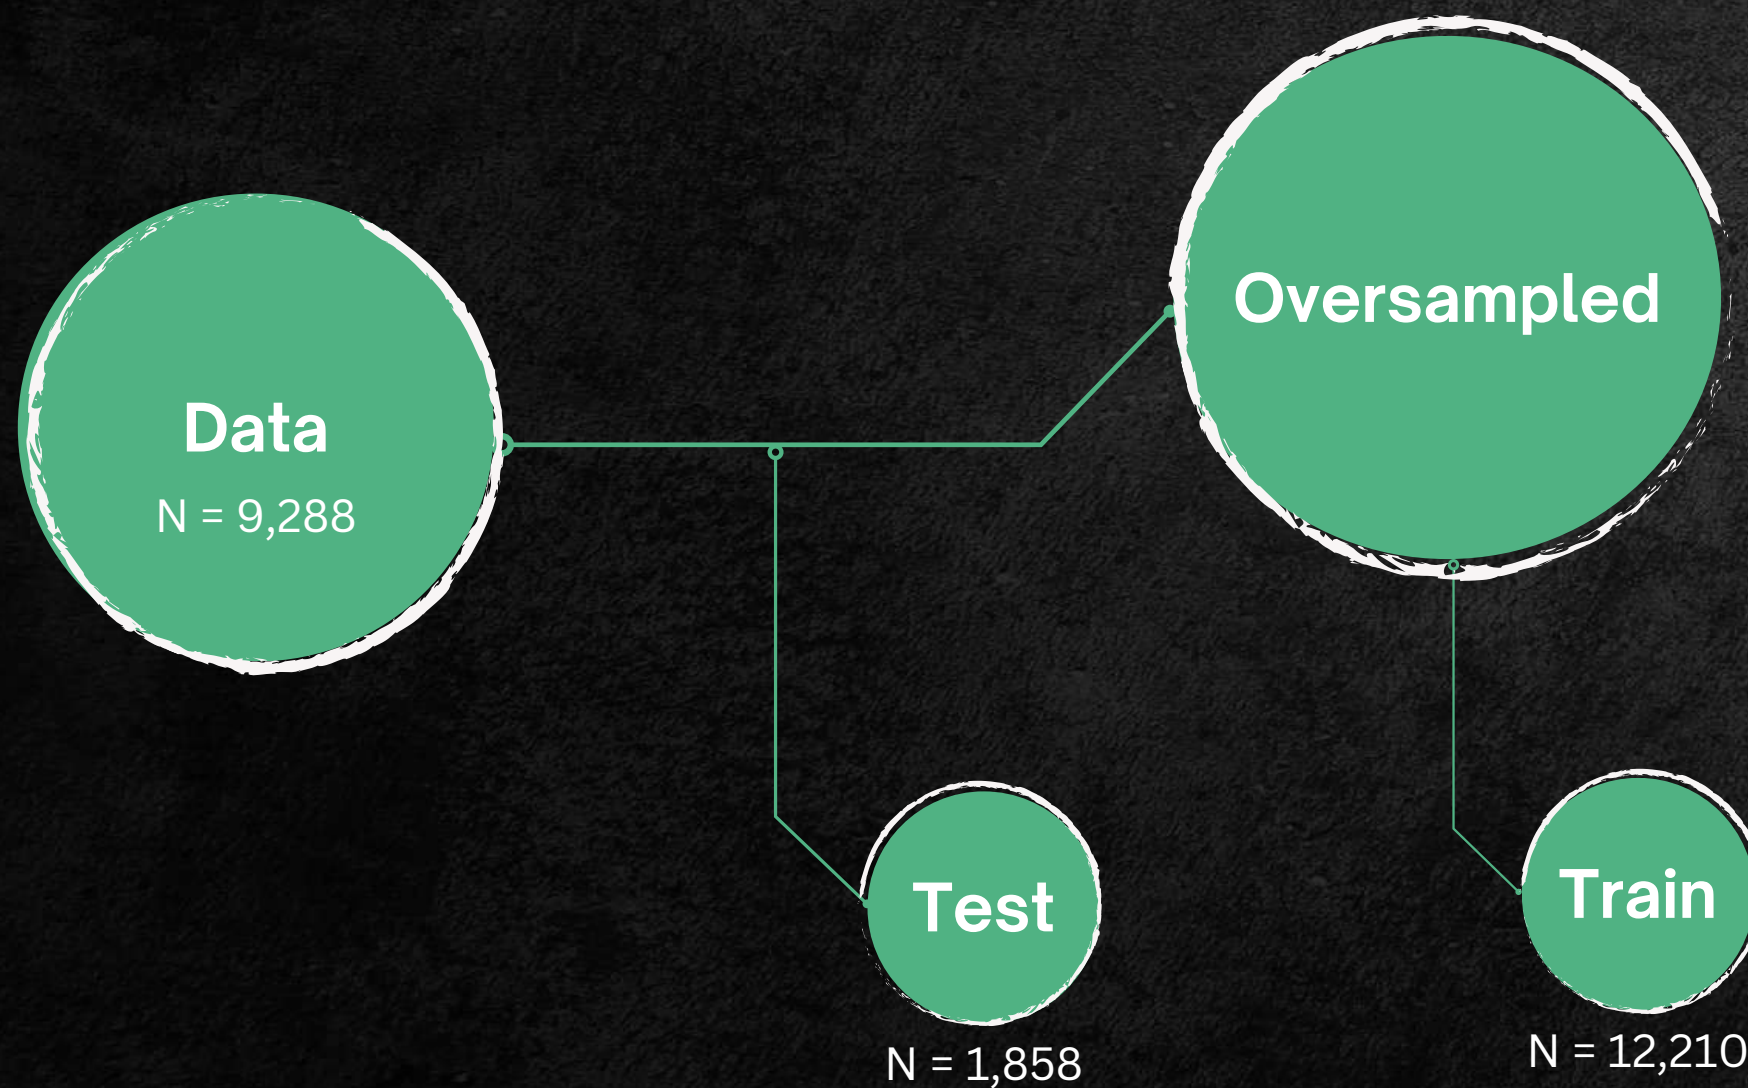 Data
N = 9,288
Oversampled
Test
N = 1,858
Train
N = 12,210